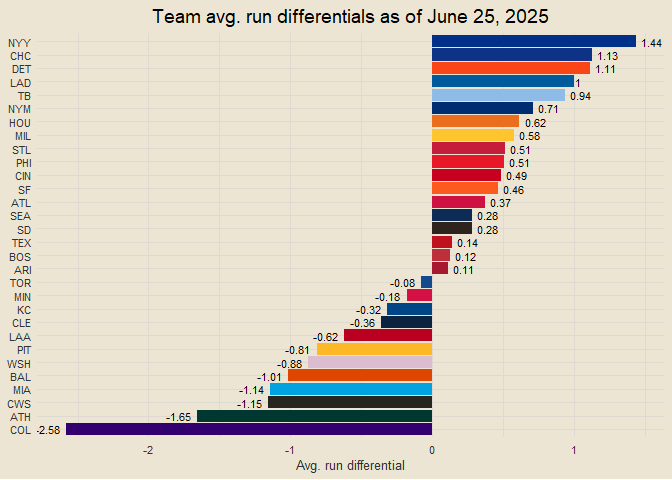 Team avg. run differentials as of June 25, 2025
NYY 1.44
CHC 1.13
DET 1.11
LAD 1
TB 0.94
NYM 0.71
HOU 0.62
MIL 0.58
STL 0.51
PHI 0.51
CIN 0.49
SF 0.46
ATL 0.37
SEA 0.28
SD 0.28
TEX 0.14
BOS 0.12
ARI 0.11
TOR -0.08
MIN -0.18
KC -0.32
CLE -0.36
LAA -0.62
PIT -0.81
WSH -0.88
BAL -1.01
MIA -1.14
CWS -1.15
ATH -1.65
COL -2.58
-2 -1 0 1
Avg. run differential